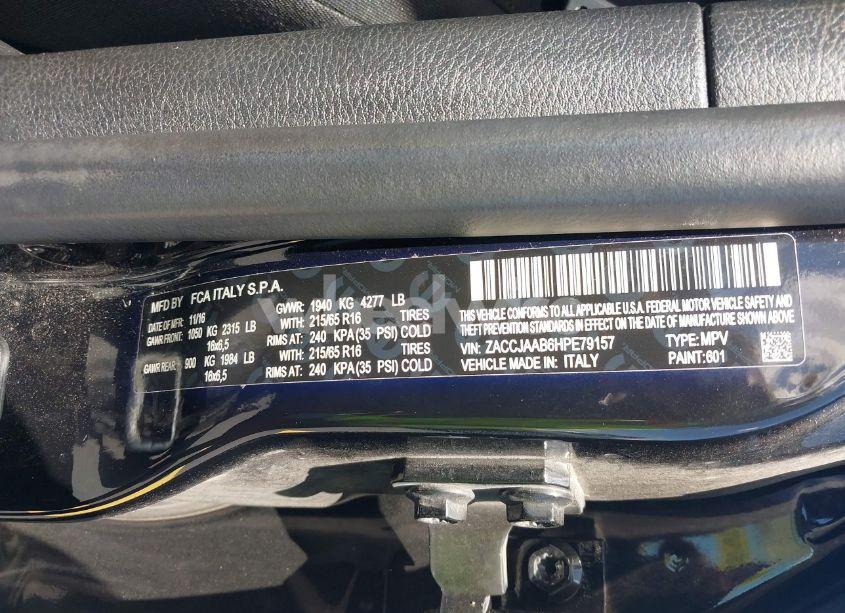 MFD BY FCA ITALY S.P.A.
DATE OF MFR: 11/16 GVWR: 1940 KG 4277 LB
GAWR FRONT: 1050 KG 2315 LB WITH: 215/65 R16 TIRES
16x6,5 RIMS AT: 240 KPA (35 PSI) COLD
GAWR REAR: 900 KG 1984 LB WITH: 215/65 R16 TIRES
16x6,5 RIMS AT: 240 KPA (35 PSI) COLD
THIS VEHICLE CONFORMS TO ALL APPLICABLE U.S.A. FEDERAL MOTOR VEHICLE SAFETY AND
THEFT PREVENTION STANDARDS IN EFFECT ON THE DATE OF MANUFACTURE SHOWN ABOVE.
VIN: ZACCJAAB6HPE79157 TYPE: MPV
VEHICLE MADE IN: ITALY PAINT: 601